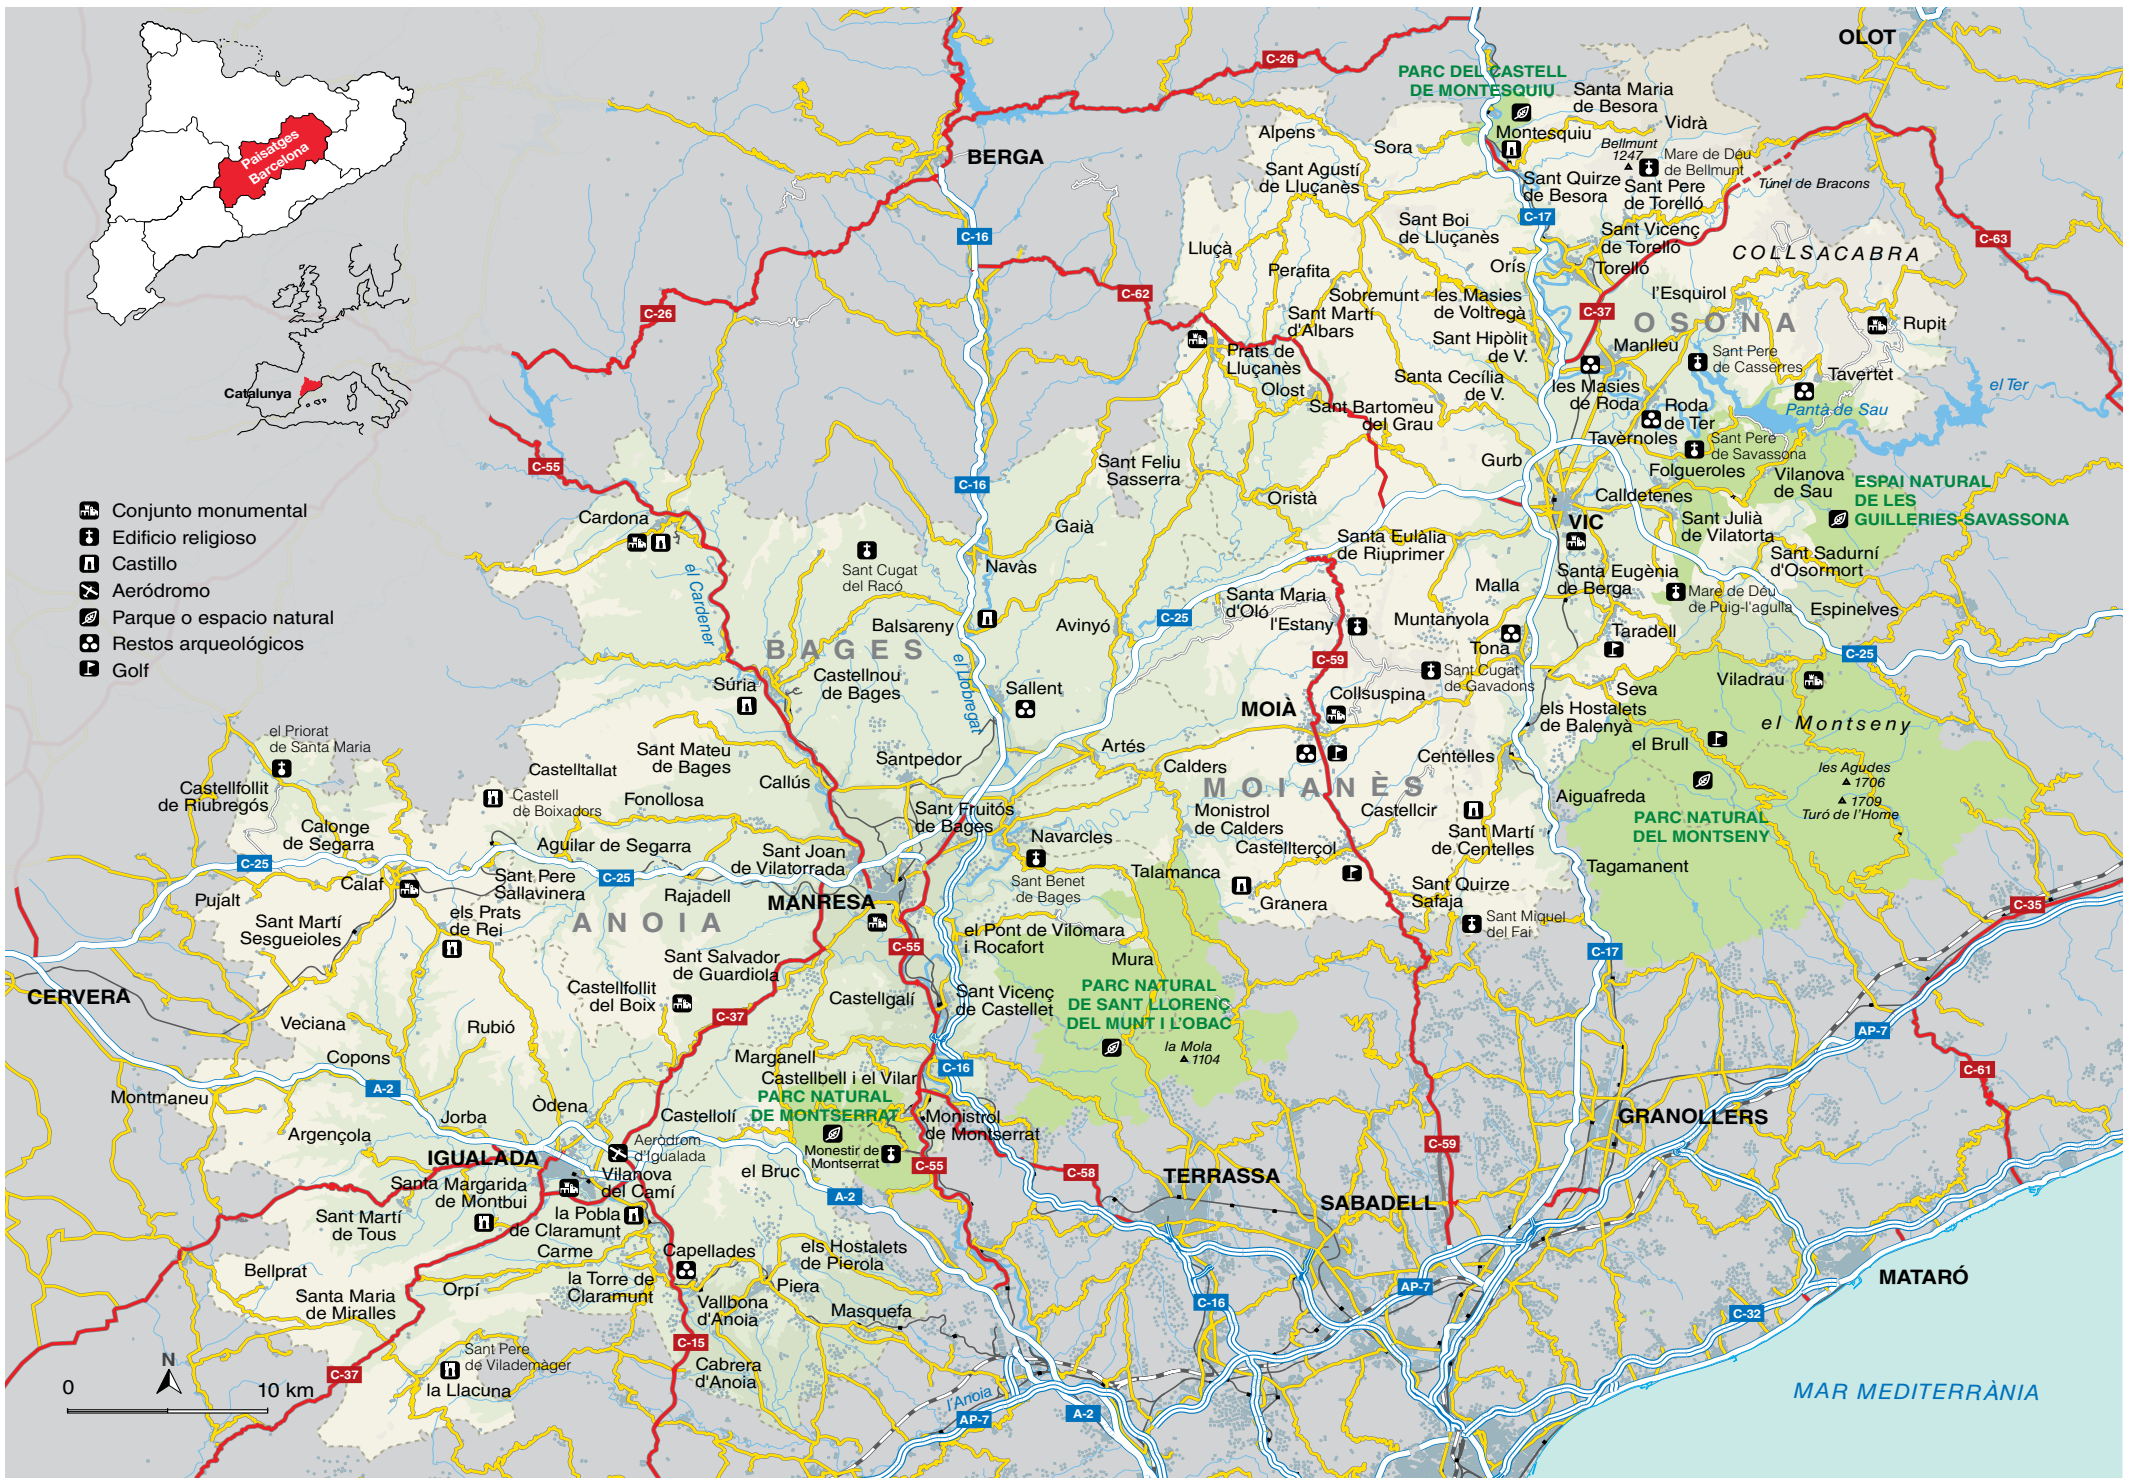 Paisatges
Barcelona
Catalunya
Conjunto monumental
Edificio religioso
Castillo
Aeródromo
Parque o espacio natural
Restos arqueológicos
Golf
OLOT
C-26
PARC DEL CASTELL
DE MONTESQUIU
Santa Maria
de Besora
Vidrà
Alpens
Sora
Montesquiu
Bellmunt
1247
Mare de Déu
de Bellmunt
BERGA
Sant Agustí
de Lluçanès
Sant Quirze
de Besora
Sant Pere
de Torelló
Túnel de Bracons
C-17
C-16
Sant Boi
de Lluçanès
Sant Vicenç
de Torelló
C-63
COLLSACABRA
Lluçà
Perafita
Orís
Torelló
C-62
Sobremunt
les Masies
de Voltregà
l'Esquirol
C-26
Sant Martí
d'Albars
C-37
OSONA
Rupit
Sant Hipòlit
de V.
Manlleu
Prats de
Lluçanès
Sant Pere
de Casserres
Olost
Santa Cecília
de V.
les Masies
de Roda
Tavertet
el Ter
Sant Bartomeu
del Grau
Roda
de Ter
Pantà de Sau
Tavèrnoles
Sant Pere
de Savassona
C-55
Sant Feliu
Sasserra
Gurb
Folgueroles
Vilanova
de Sau
ESPAI NATURAL
DE LES
GUILLERIES-SAVASSONA
C-16
Oristà
Calldetenes
Cardona
Gaià
VIC
Sant Julià
de Vilatorta
Santa Eulàlia
de Riuprimer
Sant Sadurní
d'Osormort
el Cardener
Sant Cugat
del Racó
Navàs
Santa Eugènia
de Berga
Malla
Mare de Déu
de Puig-l'agulla
Espinelves
Santa Maria
d'Oló
l'Estany
C-25
Muntanyola
Balsareny
Avinyó
Taradell
Tona
BAGES
C-59
C-25
el Llobregat
Castellnou
de Bages
Sant Cugat
de Gavadons
Viladrau
Súria
Sallent
Collsuspina
Seva
MOIÀ
els Hostalets
de Balenyà
el Montseny
el Priorat
de Santa Maria
Sant Mateu
de Bages
Artés
Centelles
el Brull
Santpedor
Castelltallat
Callús
Calders
les Agudes
1706
Castellfollit
de Riubregós
Castell
de Boixadors
Fonollosa
MOIANÈS
Aiguafreda
1709
Turó de l'Home
Calonge
de Segarra
Sant Fruitós
de Bages
Monistrol
de Calders
Castellcir
PARC NATURAL
DEL MONTSENY
Navarcles
Sant Martí
de Centelles
Aguilar de Segarra
Sant Joan
de Vilatorrada
Castellterçol
C-25
Tagamanent
Calaf
Sant Pere
Sallavinera
C-25
Talamanca
Sant Benet
de Bages
Sant Quirze
Safaja
Pujalt
Rajadell
MANRESA
Granera
C-35
Sant Martí
Sesgueioles
els Prats
de Rei
ANOIA
Sant Miquel
del Fai
el Pont de Vilomara
i Rocafort
C-55
C-17
Sant Salvador
de Guardiola
Mura
CERVERA
Castellfollit
del Boix
Castellgalí
Sant Vicenç
de Castellet
PARC NATURAL
DE SANT LLORENÇ
DEL MUNT I L'OBAC
Veciana
Rubió
C-37
la Mola
1104
AP-7
Copons
Marganell
C-16
C-61
Castellbell i el Vilar
Montmaneu
A-2
PARC NATURAL
DE MONTSERRAT
Òdena
Jorba
Castellolí
Monistrol
de Montserrat
GRANOLLERS
Argençola
Aeròdrom
d'Igualada
Monestir de
Montserrat
C-59
IGUALADA
C-55
C-58
Santa Margarida
de Montbui
Vilanova
del Camí
el Bruc
A-2
TERRASSA
SABADELL
Sant Martí
de Tous
la Pobla
de Claramunt
Carme
Capellades
els Hostalets
de Pierola
Bellprat
Orpí
la Torre de
Claramunt
Piera
AP-7
MATARÓ
Santa Maria
de Miralles
Vallbona
d'Anoia
Masquefa
C-16
C-32
C-15
Sant Pere
de Vilademàger
C-37
Cabrera
d'Anoia
N
0
10 km
la Llacuna
l'Anoia
AP-7
A-2
MAR MEDITERRÀNIA